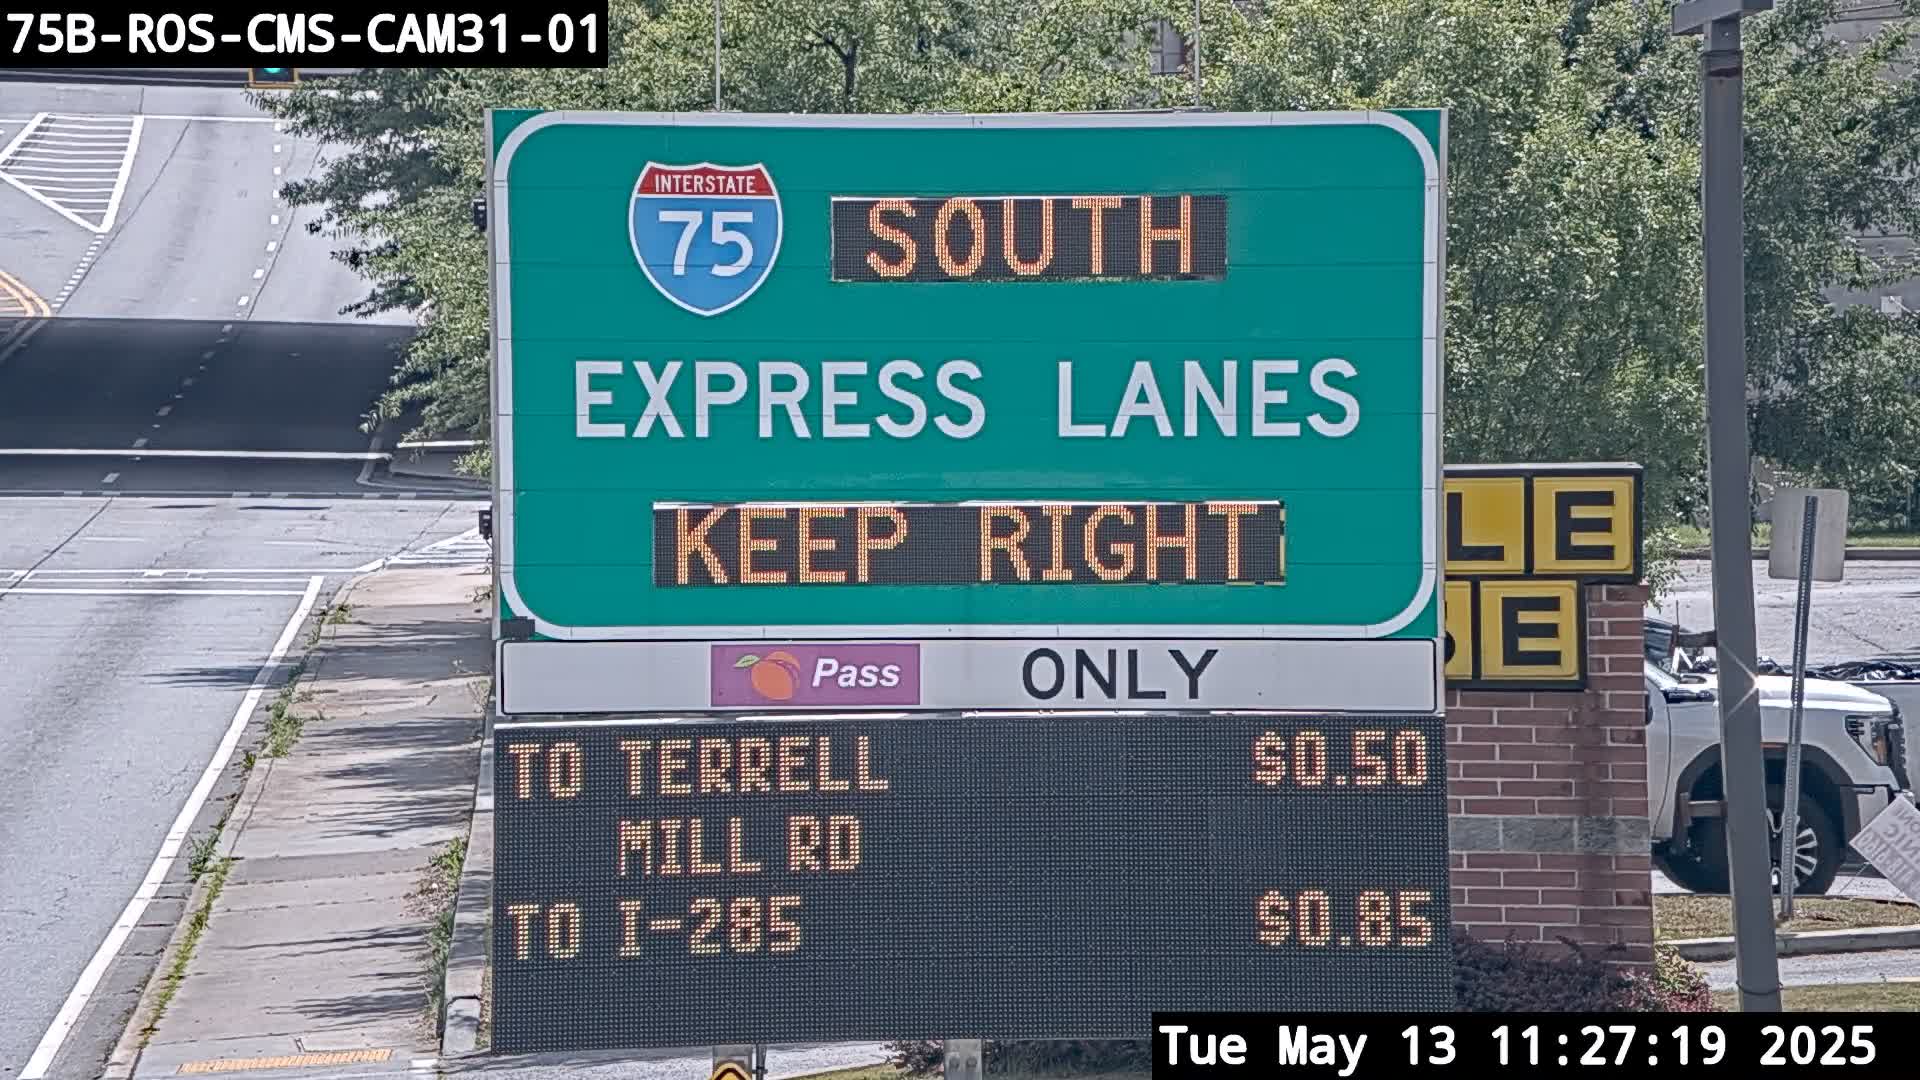 75B-ROS-CMS-CAM31-01
INTERSTATE
75
SOUTH
EXPRESS LANES
KEEP RIGHT
Pass ONLY
TO TERRELL $0.50
MILL RD
TO I-285 $0.85
LE
E
Tue May 13 11:27:19 2025